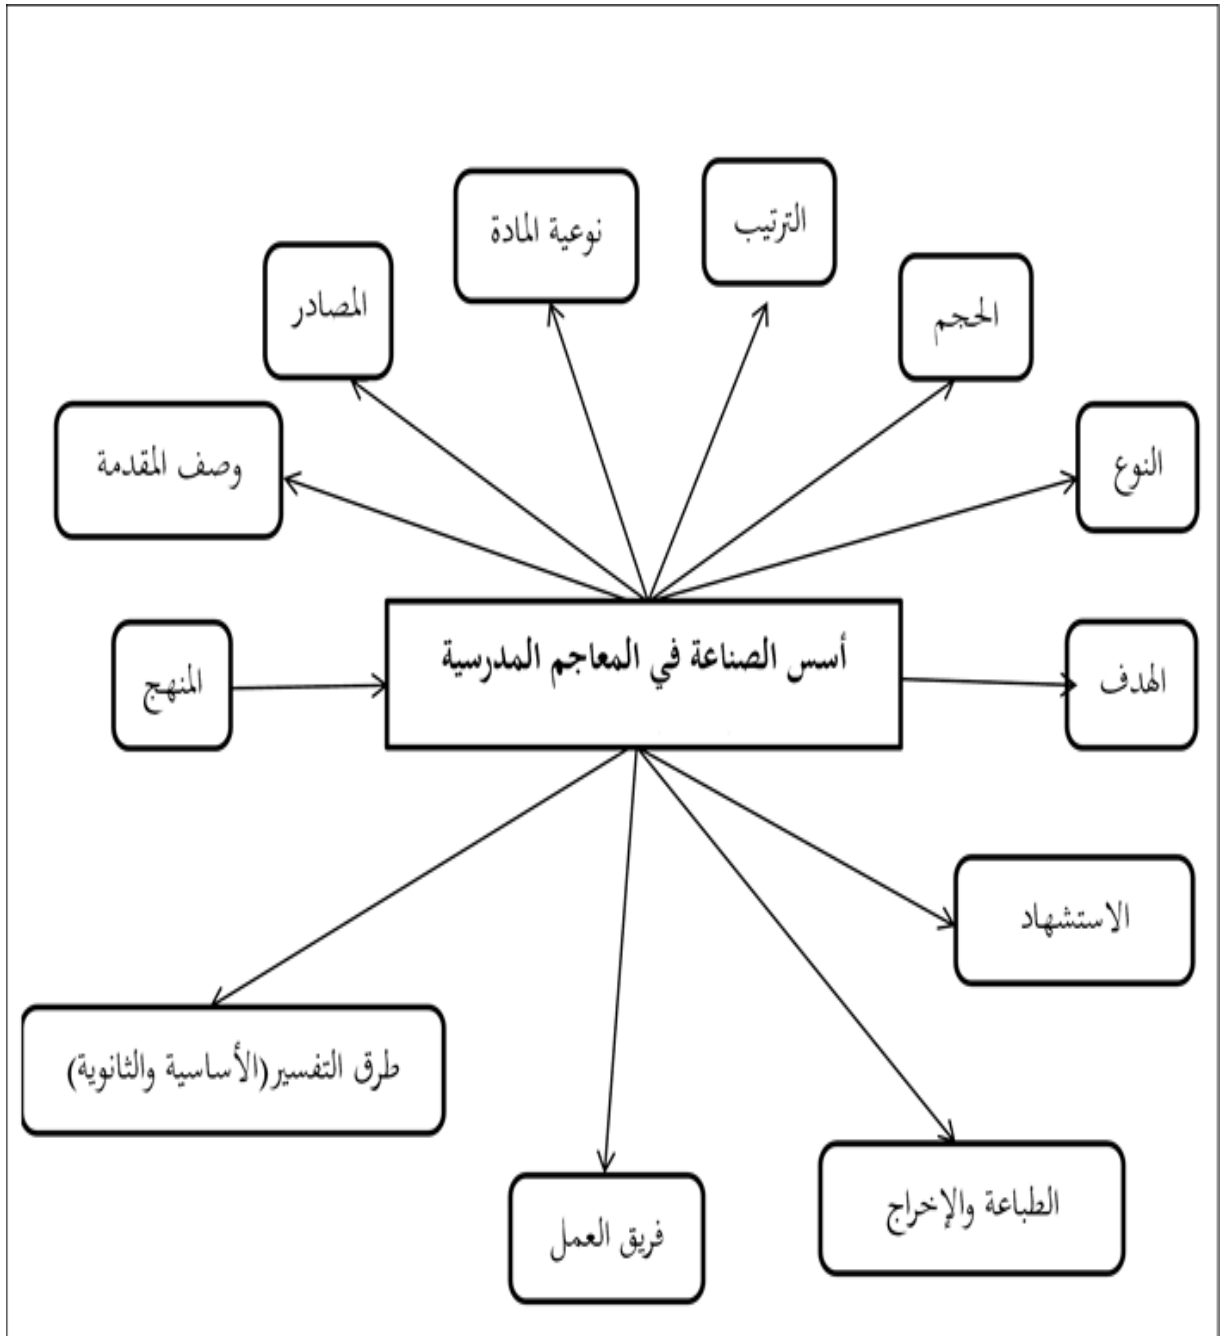 الترتيب
نوعية المادة
الحجم
المصادر
النوع
وصف المقدمة
أسس الصناعة في المعاجم المدرسية
الهدف
المنهج
الاستشهاد
طرق التفسير(الأساسية والثانوية)
الطباعة والإخراج
فريق العمل